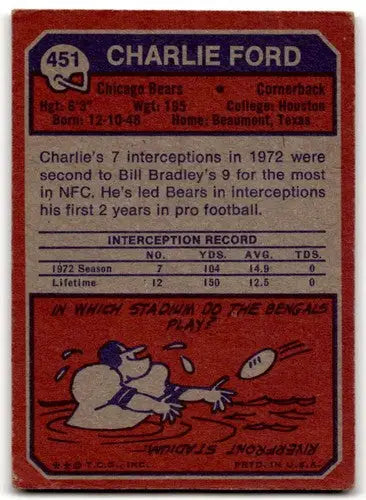 451
CHARLIE FORD
Chicago Bears ● Cornerback
Hgt: 6'3" Wgt: 185 College: Houston
Born: 12-10-48 Home: Beaumont, Texas
Charlie's 7 interceptions in 1972 were
second to Bill Bradley's 9 for the most
in NFC. He's led Bears in interceptions
his first 2 years in pro football.
INTERCEPTION RECORD
NO. YDS. AVG. TDS.
1972 Season 7 104 14.9 0
Lifetime 12 150 12.5 0
IN WHICH STADIUM DO THE BENGALS
PLAY?
RIVERFRONT
STADIUM.
★★© T.C.G., INC. PRTD. IN U.S.A.